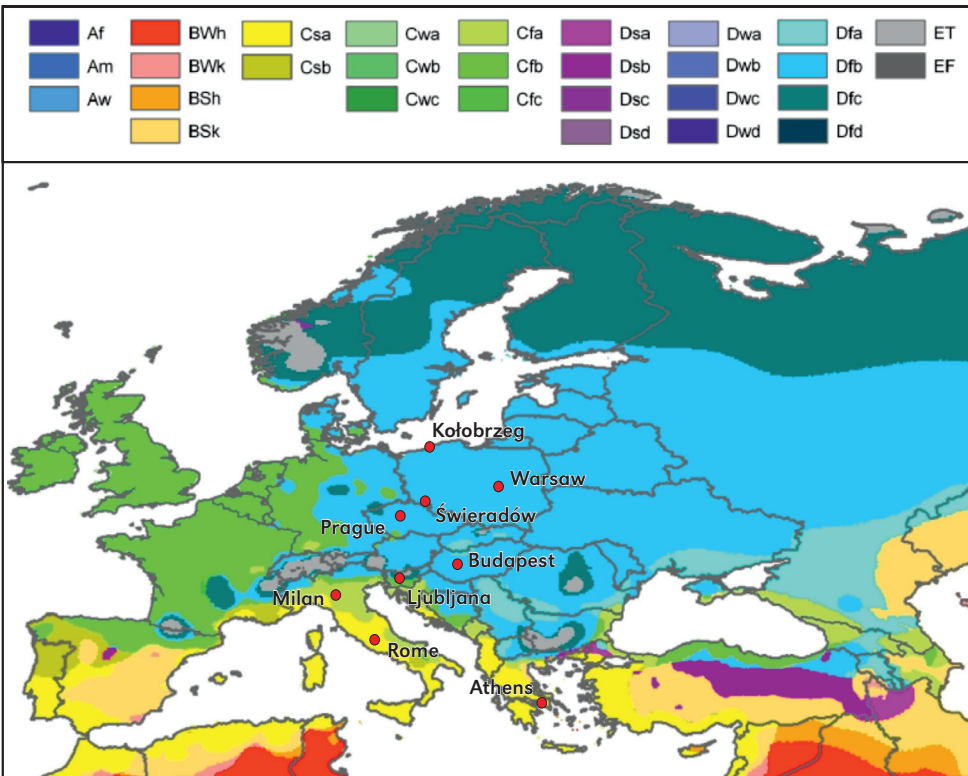 Af BWh Csa Cwa Cfa Dsa Dwa Dfa ET
Am BWk Csb Cwb Cfb Dsb Dwb Dfb EF
Aw BSh Cwc Cfc Dsc Dwc Dfc
BSk Dsd Dwd Dfd
Kołobrzeg
Warsaw
Świeradów
Prague
Budapest
Ljubljana
Milan
Rome
Athens